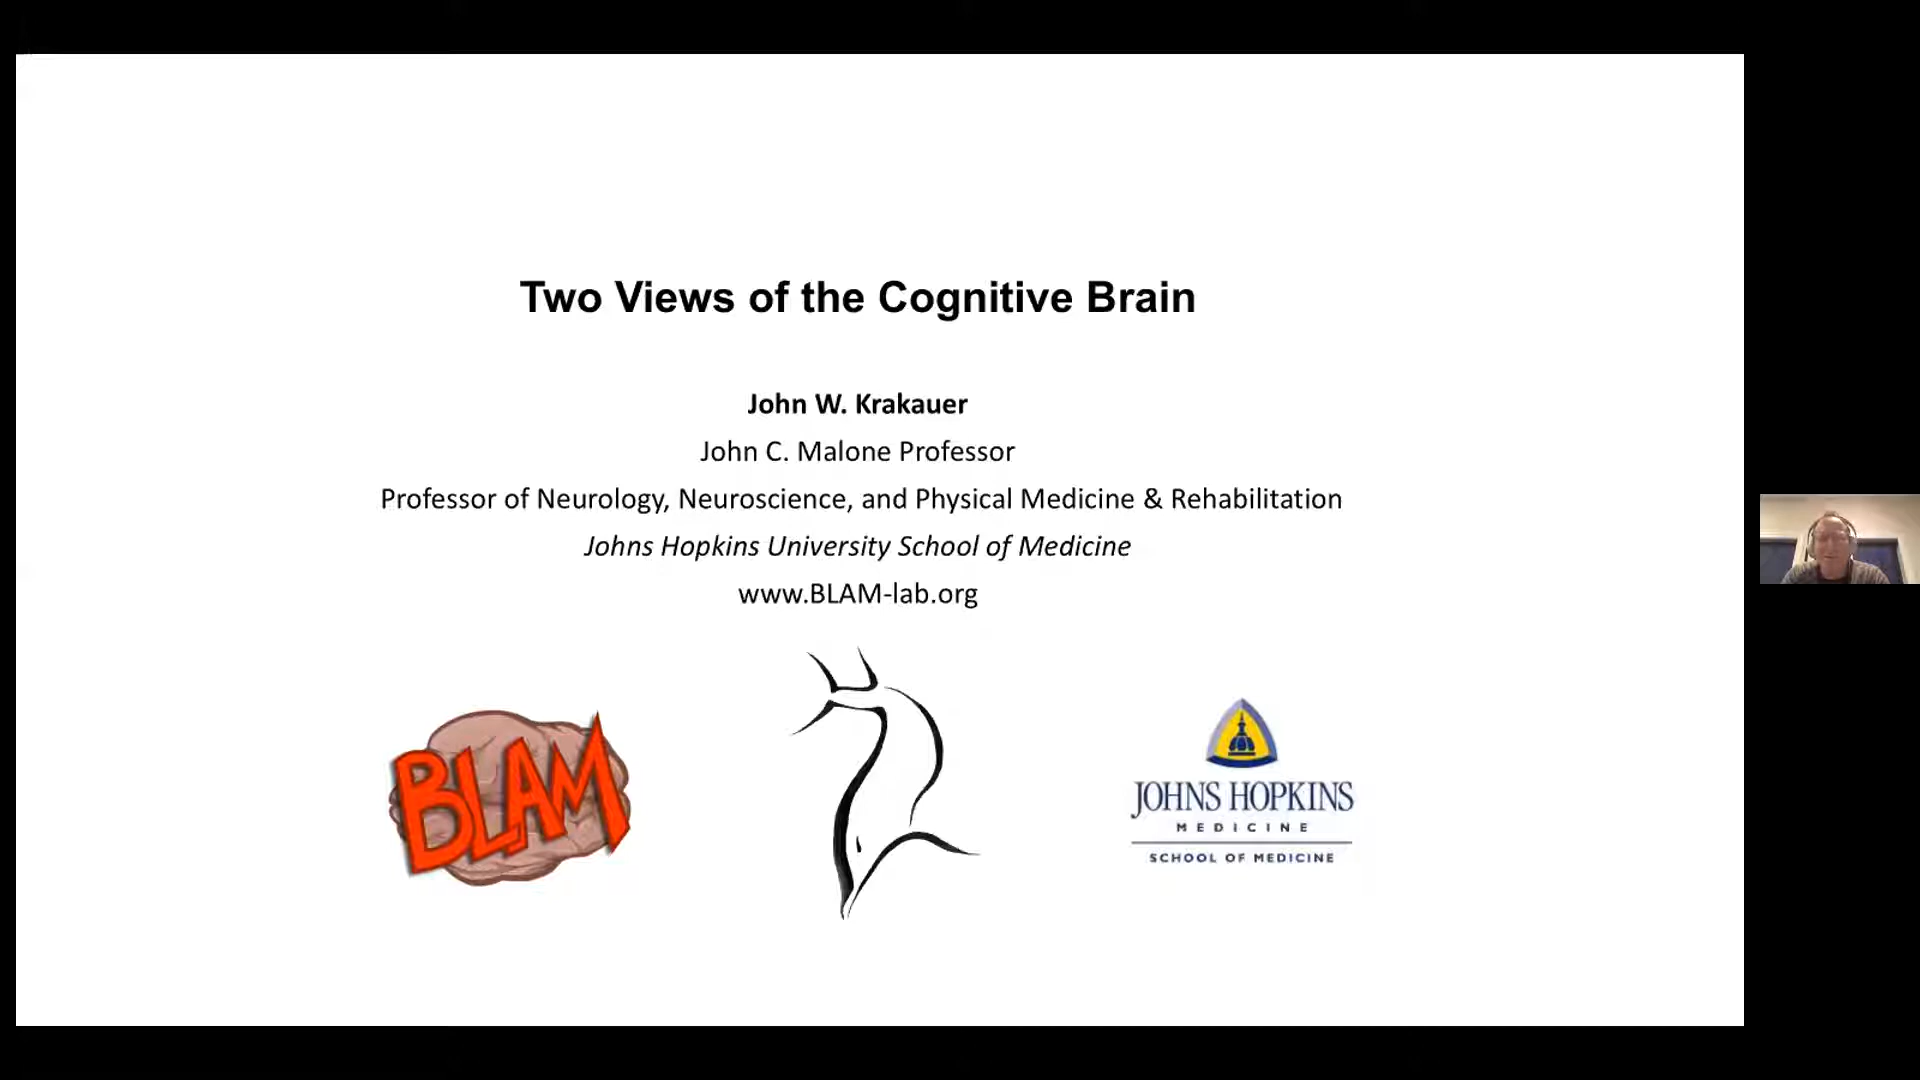 Two Views of the Cognitive Brain
John W. Krakauer
John C. Malone Professor
Professor of Neurology, Neuroscience, and Physical Medicine & Rehabilitation
Johns Hopkins University School of Medicine
www.BLAM-lab.org
BLAM
JOHNS HOPKINS
MEDICINE
SCHOOL OF MEDICINE